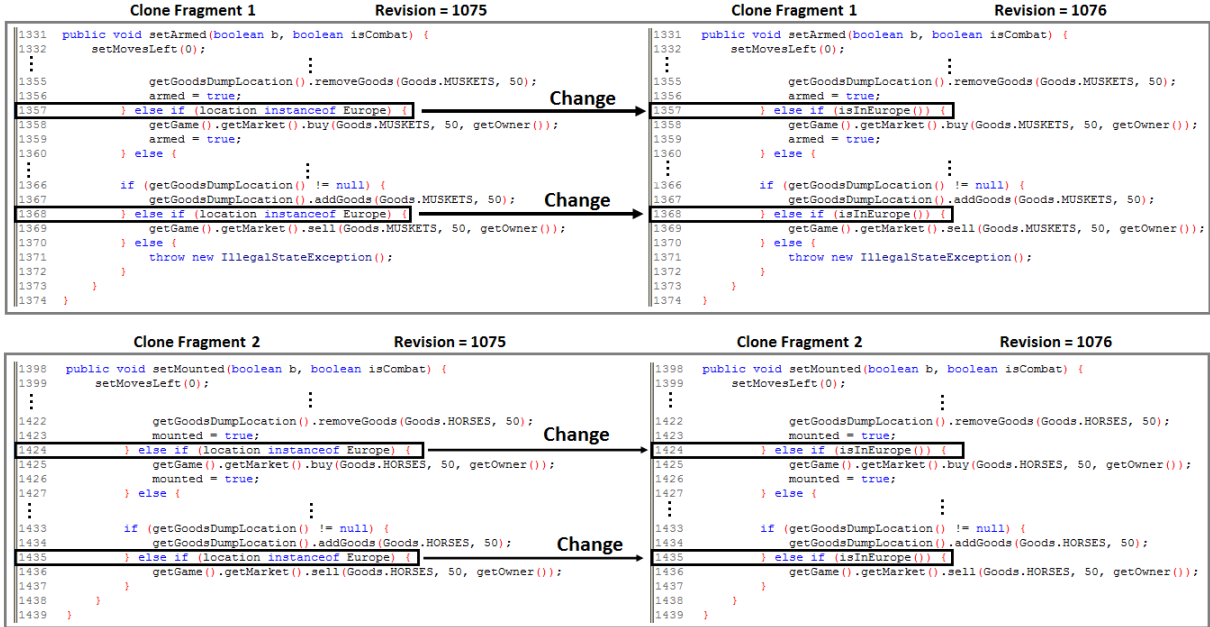 Clone Fragment 1 Revision = 1075
1331 public void setArmed(boolean b, boolean isCombat) {
1332 setMovesLeft(0);
1355 getGoodsDumpLocation().removeGoods(Goods.MUSKETS, 50);
1356 armed = true;
1357 } else if (location instanceof Europe) {
1358 getGame().getMarket().buy(Goods.MUSKETS, 50, getOwner());
1359 armed = true;
1360 } else {
1366 if (getGoodsDumpLocation() != null) {
1367 getGoodsDumpLocation().addGoods(Goods.MUSKETS, 50);
1368 } else if (location instanceof Europe) {
1369 getGame().getMarket().sell(Goods.MUSKETS, 50, getOwner());
1370 } else {
1371 throw new IllegalStateException();
1372 }
1373 }
1374 }
Change
Change
Clone Fragment 1 Revision = 1076
1331 public void setArmed(boolean b, boolean isCombat) {
1332 setMovesLeft(0);
1355 getGoodsDumpLocation().removeGoods(Goods.MUSKETS, 50);
1356 armed = true;
1357 } else if (isInEurope()) {
1358 getGame().getMarket().buy(Goods.MUSKETS, 50, getOwner());
1359 armed = true;
1360 } else {
1366 if (getGoodsDumpLocation() != null) {
1367 getGoodsDumpLocation().addGoods(Goods.MUSKETS, 50);
1368 } else if (isInEurope()) {
1369 getGame().getMarket().sell(Goods.MUSKETS, 50, getOwner());
1370 } else {
1371 throw new IllegalStateException();
1372 }
1373 }
1374 }
Clone Fragment 2 Revision = 1075
1398 public void setMounted(boolean b, boolean isCombat) {
1399 setMovesLeft(0);
1422 getGoodsDumpLocation().removeGoods(Goods.HORSES, 50);
1423 mounted = true;
1424 } else if (location instanceof Europe) {
1425 getGame().getMarket().buy(Goods.HORSES, 50, getOwner());
1426 mounted = true;
1427 } else {
1433 if (getGoodsDumpLocation() != null) {
1434 getGoodsDumpLocation().addGoods(Goods.HORSES, 50);
1435 } else if (location instanceof Europe) {
1436 getGame().getMarket().sell(Goods.HORSES, 50, getOwner());
1437 }
1438 }
1439 }
Change
Change
Clone Fragment 2 Revision = 1076
1398 public void setMounted(boolean b, boolean isCombat) {
1399 setMovesLeft(0);
1422 getGoodsDumpLocation().removeGoods(Goods.HORSES, 50);
1423 mounted = true;
1424 } else if (isInEurope()) {
1425 getGame().getMarket().buy(Goods.HORSES, 50, getOwner());
1426 mounted = true;
1427 } else {
1433 if (getGoodsDumpLocation() != null) {
1434 getGoodsDumpLocation().addGoods(Goods.HORSES, 50);
1435 } else if (isInEurope()) {
1436 getGame().getMarket().sell(Goods.HORSES, 50, getOwner());
1437 }
1438 }
1439 }